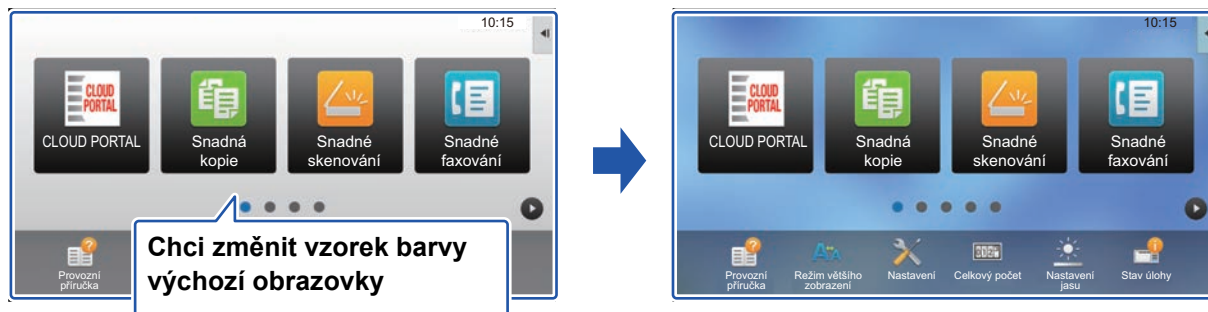 10:15
CLOUD
PORTAL
CLOUD PORTAL
Snadná
kopie
Snadné
skenování
Snadné
faxování
Chci změnit vzorek barvy
výchozí obrazovky
Provozní
příručka
10:15
CLOUD
PORTAL
CLOUD PORTAL
Snadná
kopie
Snadné
skenování
Snadné
faxování
Provozní
příručka
Režim většího
zobrazení
Nastavení
Celkový počet
Nastavení
jasu
Stav úlohy